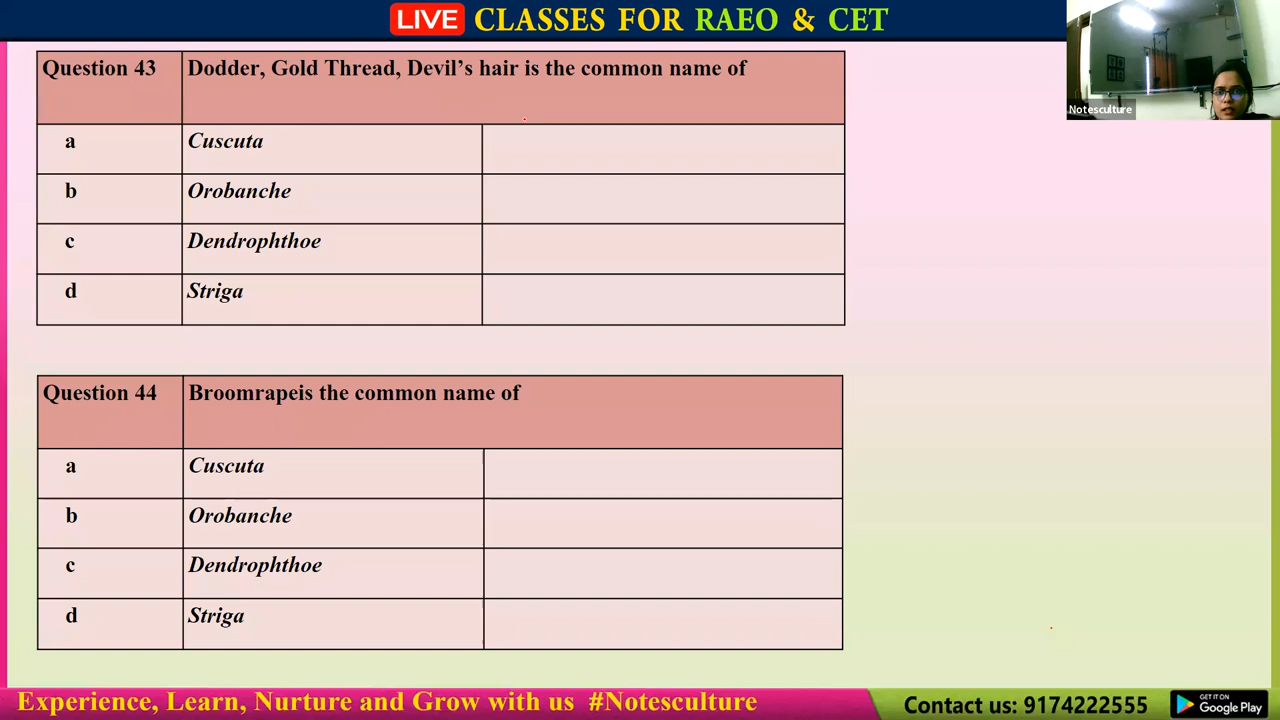 LIVE CLASSES FOR RAEO & CET
Notesculture
Question 43 Dodder, Gold Thread, Devil’s hair is the common name of
a Cuscuta
b Orobanche
c Dendrophthoe
d Striga
Question 44 Broomrapeis the common name of
a Cuscuta
b Orobanche
c Dendrophthoe
d Striga
Experience, Learn, Nurture and Grow with us #Notesculture
Contact us: 9174222555
GET IT ON
Google Play